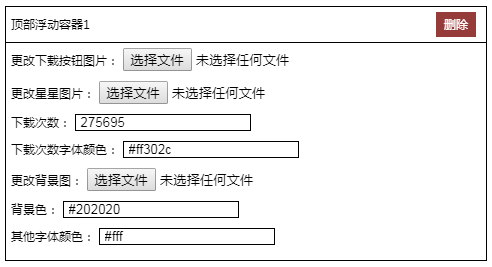 顶部浮动容器1 删除
更改下载按钮图片： 选择文件 未选择任何文件
更改星星图片： 选择文件 未选择任何文件
下载次数： 275695
下载次数字体颜色： #ff302c
更改背景图： 选择文件 未选择任何文件
背景色： #202020
其他字体颜色： #fff